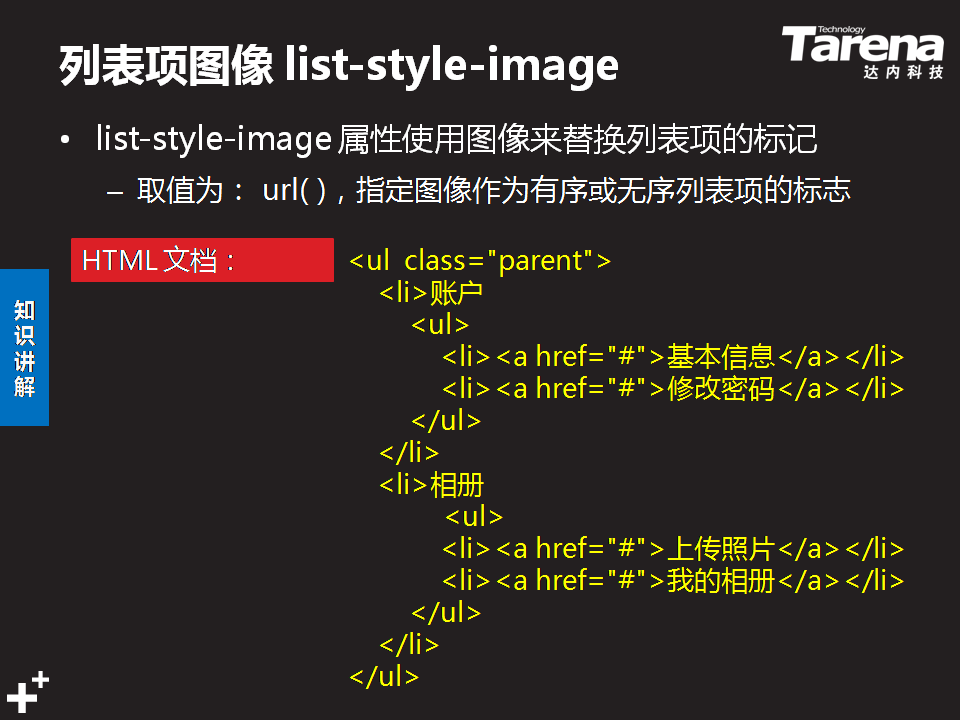 列表项图像 list-style-image
Technology
Tarena
达内科技
• list-style-image 属性使用图像来替换列表项的标记
– 取值为： url( )，指定图像作为有序或无序列表项的标志
HTML 文档：
知识讲解
<ul class="parent">
<li>账户
<ul>
<li><a href="#">基本信息</a></li>
<li><a href="#">修改密码</a></li>
</ul>
</li>
<li>相册
<ul>
<li><a href="#">上传照片</a></li>
<li><a href="#">我的相册</a></li>
</ul>
</li>
</ul>